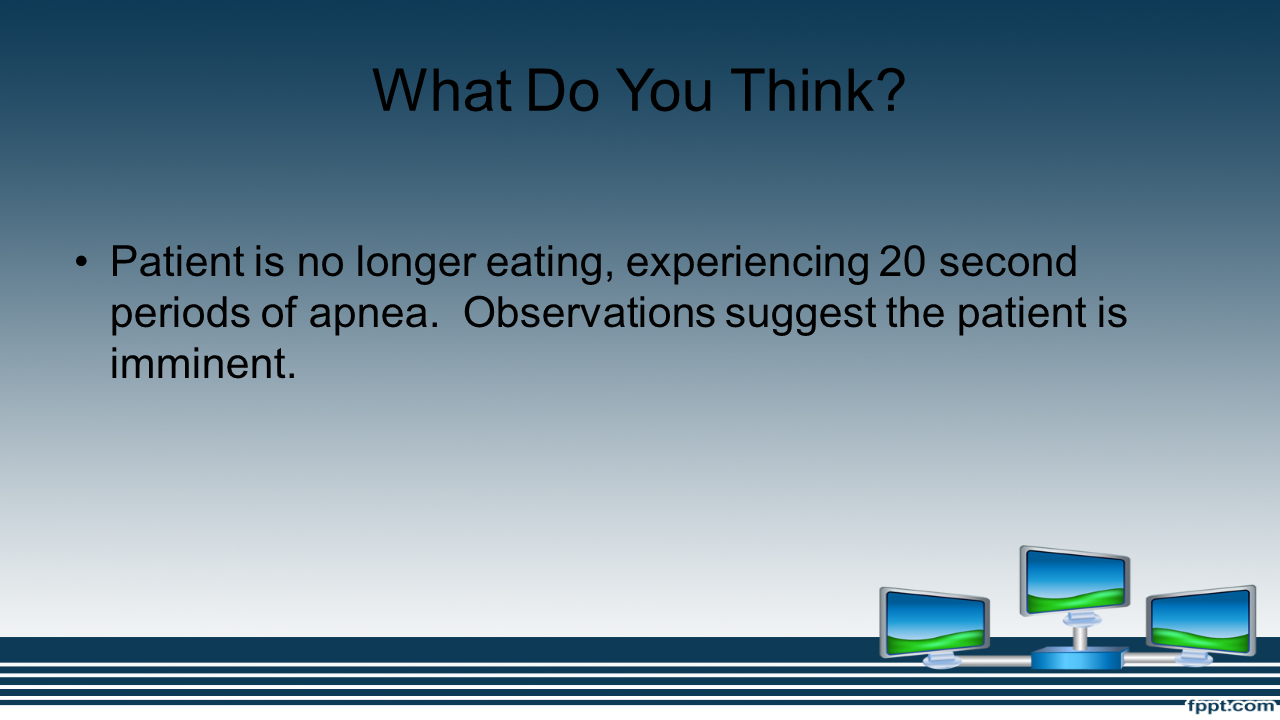 What Do You Think?
• Patient is no longer eating, experiencing 20 second
periods of apnea.  Observations suggest the patient is
imminent.
fppt.com